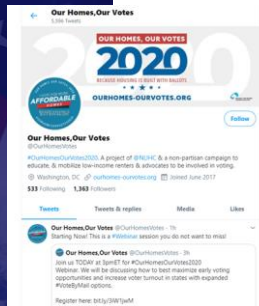 Our Homes,Our Votes
3,596 Tweets
OUR HOMES, OUR VOTES
2020
BECAUSE HOUSING IS BUILT WITH BALLOTS
OURHOMES-OURVOTES.ORG
AFFORDABLE
HOMES
Follow
Our Homes,Our Votes
@OurHomesVotes
#OurHomesOurVotes2020. A project of @NLIHC & a non-partisan campaign to
educate, & mobilize low-income renters & advocates to be involved in voting.
Washington, DC ourhomes-ourvotes.org Joined June 2017
533 Following 1,363 Followers
Tweets Tweets & replies Media Likes
Our Homes,Our Votes @OurHomesVotes · 1h
Starting Now! This is a #Webinar session you do not want to miss!
Our Homes,Our Votes @OurHomesVotes · 3h
Join us TODAY at 3pmET for #OurHomesOurVotes2020
Webinar: We will be discussing how to best maximize early voting
opportunities and increase voter turnout in states with expanded
#VoteByMail options.
Register here: